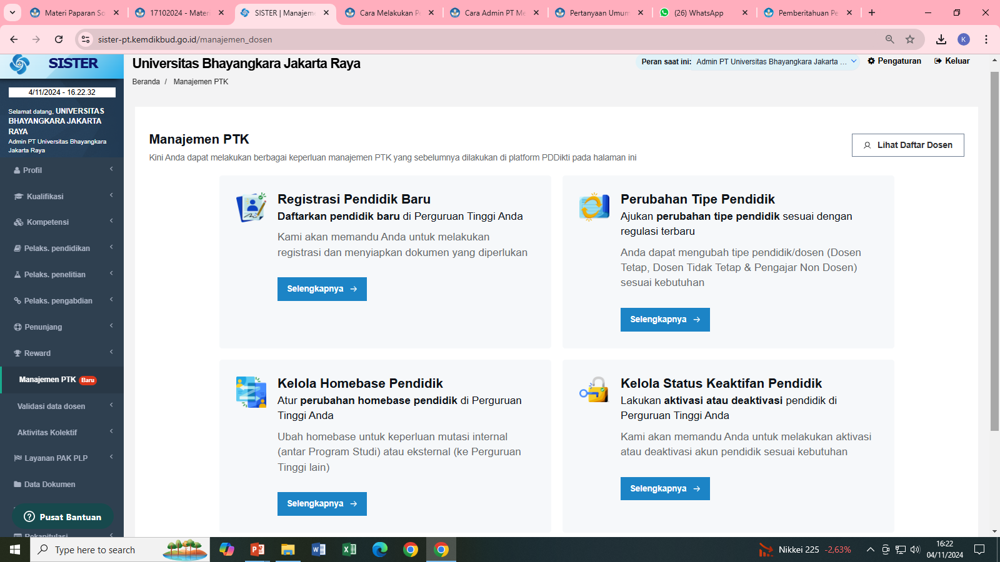 Materi Paparan So
17102024 - Materi
SISTER | Manajeme
Cara Melakukan P
Cara Admin PT Me
Pertanyaan Umum
(26) WhatsApp
Pemberitahuan Pe
sister-pt.kemdikbud.go.id/manajemen_dosen
K
SISTER
Universitas Bhayangkara Jakarta Raya
Peran saat ini: Admin PT Universitas Bhayangkara Jakarta ...
Pengaturan
Keluar
Beranda / Manajemen PTK
4/11/2024 - 16.22.32
Selamat datang, UNIVERSITAS
BHAYANGKARA JAKARTA
RAYA
Admin PT Universitas Bhayangkara
Jakarta Raya
Profil
Kualifikasi
Kompetensi
Pelaks. pendidikan
Pelaks. penelitian
Pelaks. pengabdian
Penunjang
Reward
Manajemen PTK Baru
Validasi data dosen
Aktivitas Kolektif
Layanan PAK PLP
Data Dokumen
Pusat Bantuan
Rekapitulasi
Manajemen PTK
Kini Anda dapat melakukan berbagai keperluan manajemen PTK yang sebelumnya dilakukan di platform PDDikti pada halaman ini
Lihat Daftar Dosen
Registrasi Pendidik Baru
Daftarkan pendidik baru di Perguruan Tinggi Anda
Kami akan memandu Anda untuk melakukan
registrasi dan menyiapkan dokumen yang diperlukan
Selengkapnya
Perubahan Tipe Pendidik
Ajukan perubahan tipe pendidik sesuai dengan
regulasi terbaru
Anda dapat mengubah tipe pendidik/dosen (Dosen
Tetap, Dosen Tidak Tetap & Pengajar Non Dosen)
sesuai kebutuhan
Selengkapnya
Kelola Homebase Pendidik
Atur perubahan homebase pendidik di Perguruan
Tinggi Anda
Ubah homebase untuk keperluan mutasi internal
(antar Program Studi) atau eksternal (ke Perguruan
Tinggi lain)
Selengkapnya
Kelola Status Keaktifan Pendidik
Lakukan aktivasi atau deaktivasi pendidik di
Perguruan Tinggi Anda
Kami akan memandu Anda untuk melakukan aktivasi
atau deaktivasi akun pendidik sesuai kebutuhan
Selengkapnya
Type here to search
Nikkei 225 -2,63%
16:22
04/11/2024